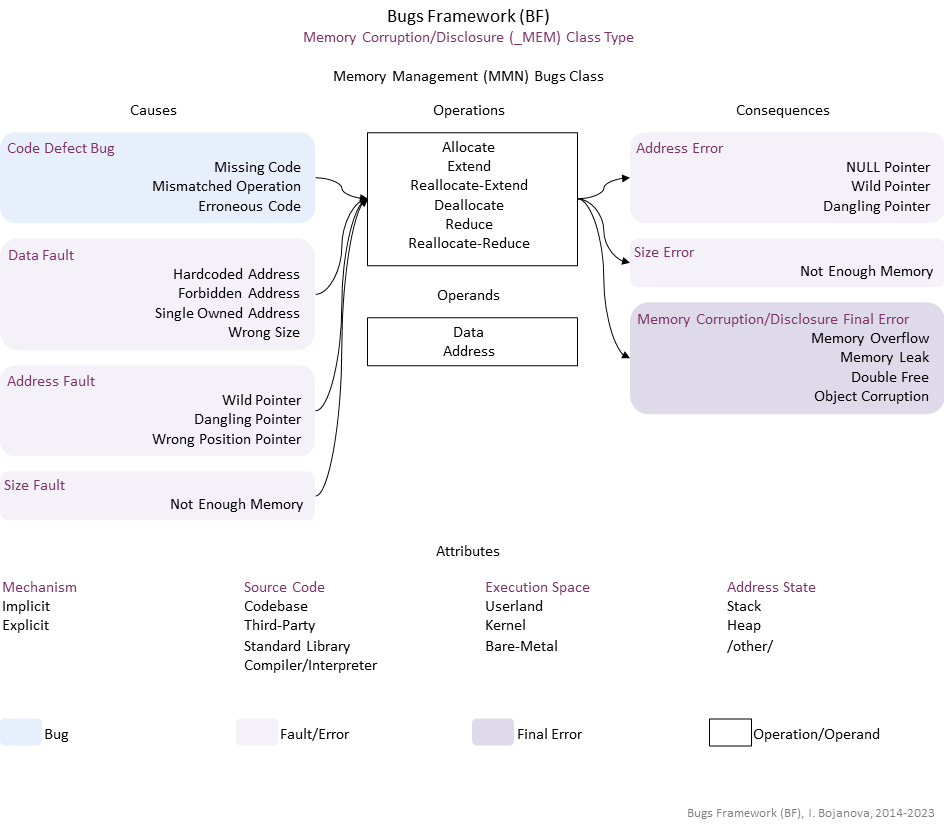 Bugs Framework (BF)
Memory Corruption/Disclosure (_MEM) Class Type
Memory Management (MMN) Bugs Class
Causes
Code Defect Bug
Missing Code
Mismatched Operation
Erroneous Code
Data Fault
Hardcoded Address
Forbidden Address
Single Owned Address
Wrong Size
Address Fault
Wild Pointer
Dangling Pointer
Wrong Position Pointer
Size Fault
Not Enough Memory
Operations
Allocate
Extend
Reallocate-Extend
Deallocate
Reduce
Reallocate-Reduce
Operands
Data
Address
Consequences
Address Error
NULL Pointer
Wild Pointer
Dangling Pointer
Size Error
Not Enough Memory
Memory Corruption/Disclosure Final Error
Memory Overflow
Memory Leak
Double Free
Object Corruption
Attributes
Mechanism
Implicit
Explicit
Source Code
Codebase
Third-Party
Standard Library
Compiler/Interpreter
Execution Space
Userland
Kernel
Bare-Metal
Address State
Stack
Heap
/other/
Bug
Fault/Error
Final Error
Operation/Operand
Bugs Framework (BF), I. Bojanova, 2014-2023